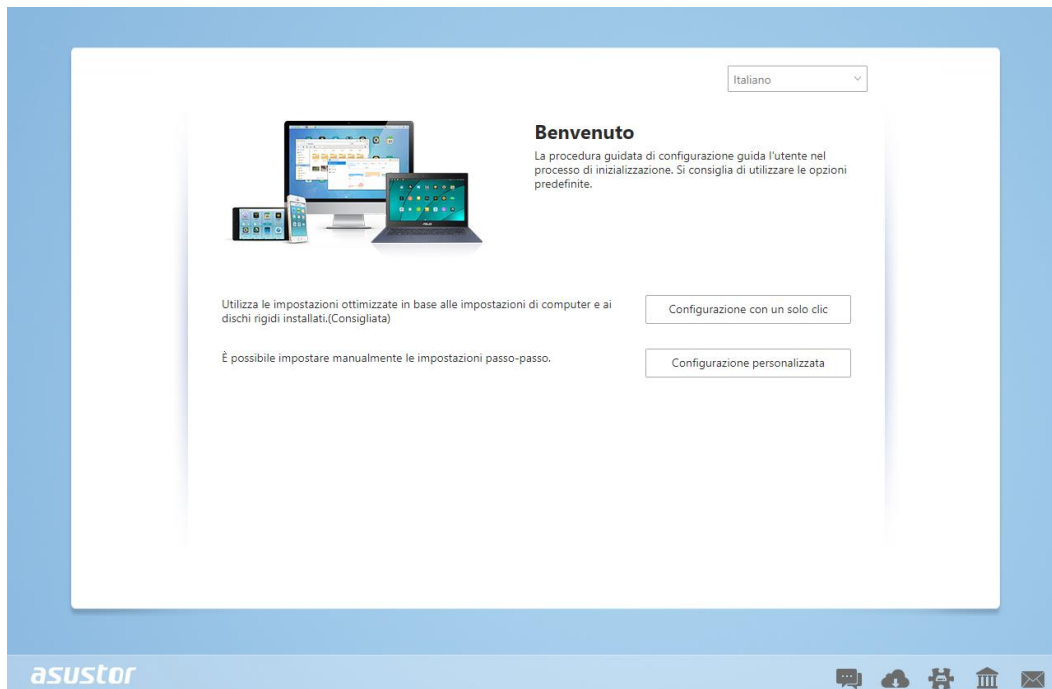 Italiano
Benvenuto
La procedura guidata di configurazione guida l'utente nel
processo di inizializzazione. Si consiglia di utilizzare le opzioni
predefinite.
Utilizza le impostazioni ottimizzate in base alle impostazioni di computer e ai
dischi rigidi installati.(Consigliata)
Configurazione con un solo clic
È possibile impostare manualmente le impostazioni passo-passo.
Configurazione personalizzata
asustor